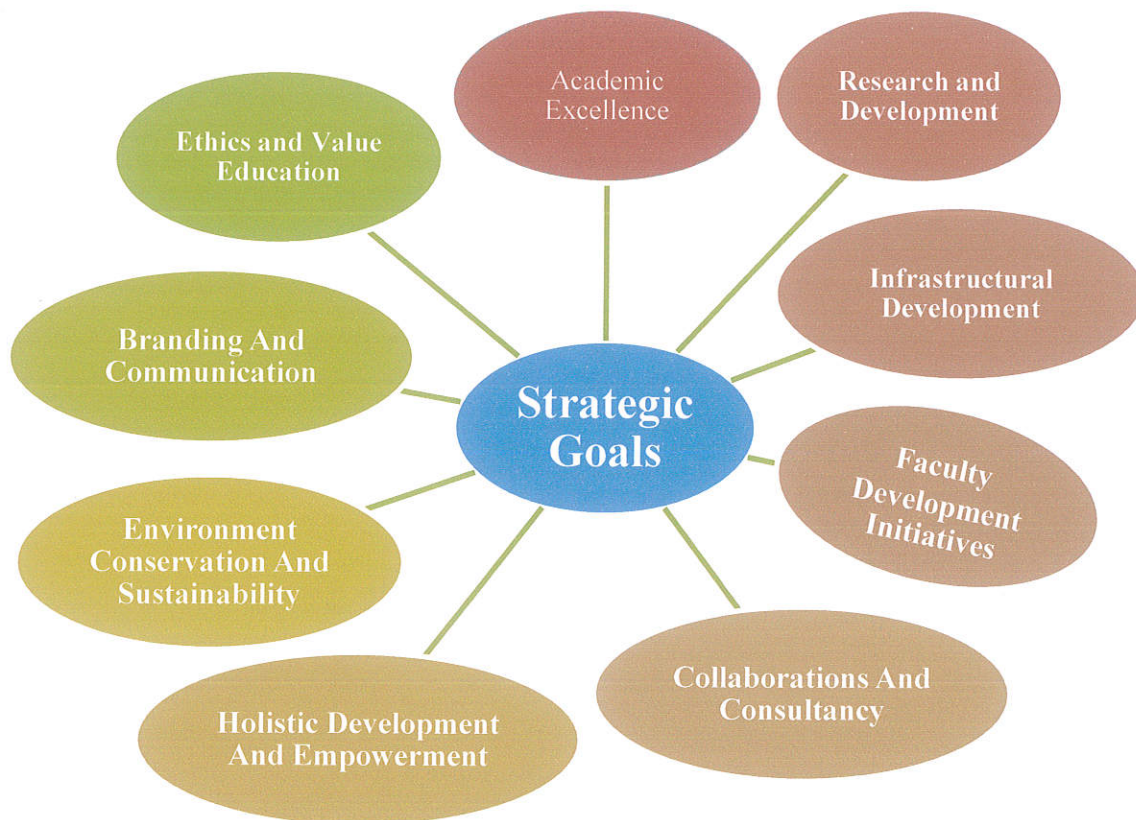 Academic
Excellence
Research and
Development
Infrastructural
Development
Faculty
Development
Initiatives
Collaborations And
Consultancy
Holistic Development
And Empowerment
Environment
Conservation And
Sustainability
Branding And
Communication
Ethics and Value
Education
Strategic
Goals